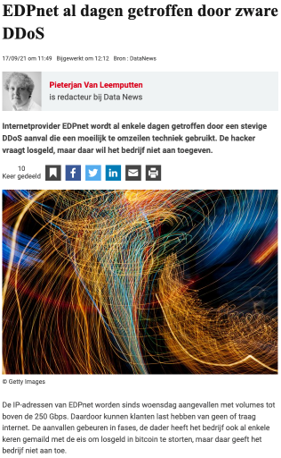 EDPnet al dagen getroffen door zware
DDoS
17/09/21 om 11:49 Bijgewerkt om 12:12 Bron : DataNews
Pieterjan Van Leemputten
is redacteur bij Data News
Internetprovider EDPnet wordt al enkele dagen getroffen door een stevige
DDoS aanval die een moeilijk te omzeilen techniek gebruikt. De hacker
vraagt losgeld, maar daar wil het bedrijf niet aan toegeven.
10
Keer gedeeld
© Getty Images
De IP-adressen van EDPnet worden sinds woensdag aangevallen met volumes tot
boven de 250 Gbps. Daardoor kunnen klanten last hebben van geen of traag
internet. De aanvallen gebeuren in fases, de dader heeft het bedrijf ook al enkele
keren gemaild met de eis om losgeld in bitcoin te storten, maar daar geeft het
bedrijf niet aan toe.